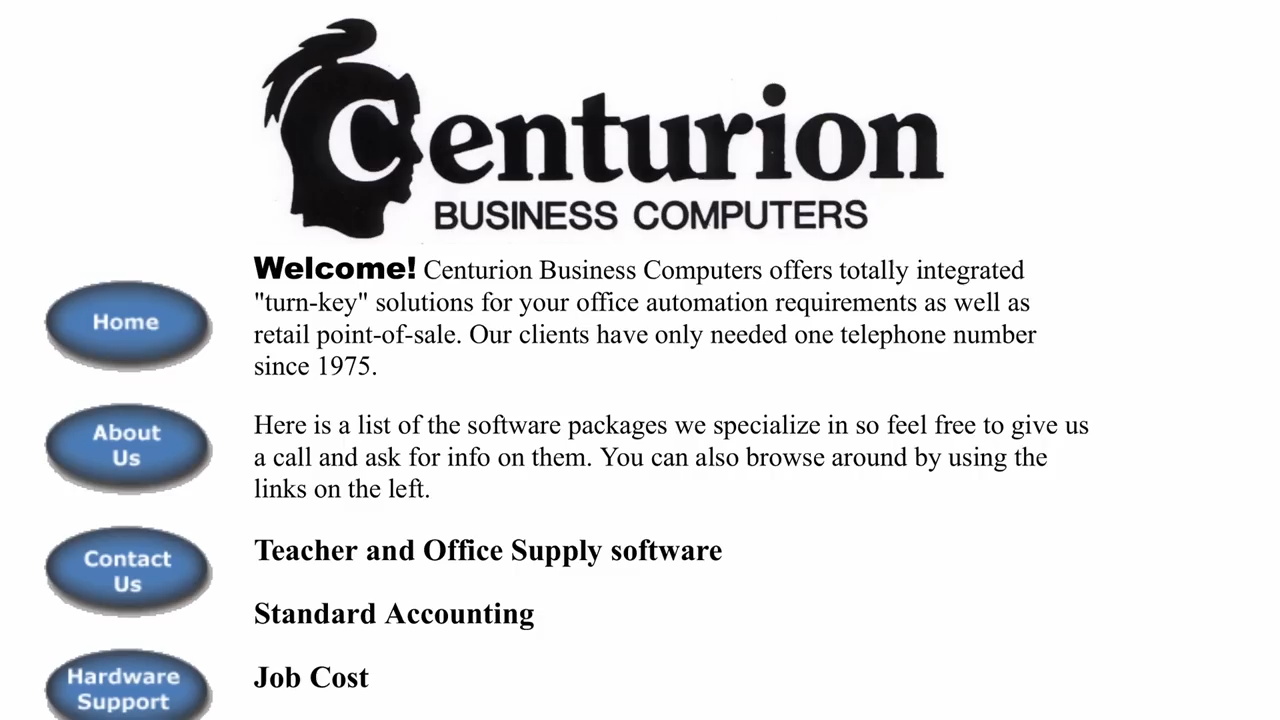 Centurion
BUSINESS COMPUTERS
Welcome! Centurion Business Computers offers totally integrated
"turn-key" solutions for your office automation requirements as well as
retail point-of-sale. Our clients have only needed one telephone number
since 1975.
Here is a list of the software packages we specialize in so feel free to give us
a call and ask for info on them. You can also browse around by using the
links on the left.
Teacher and Office Supply software
Standard Accounting
Job Cost
Home
About
Us
Contact
Us
Hardware
Support